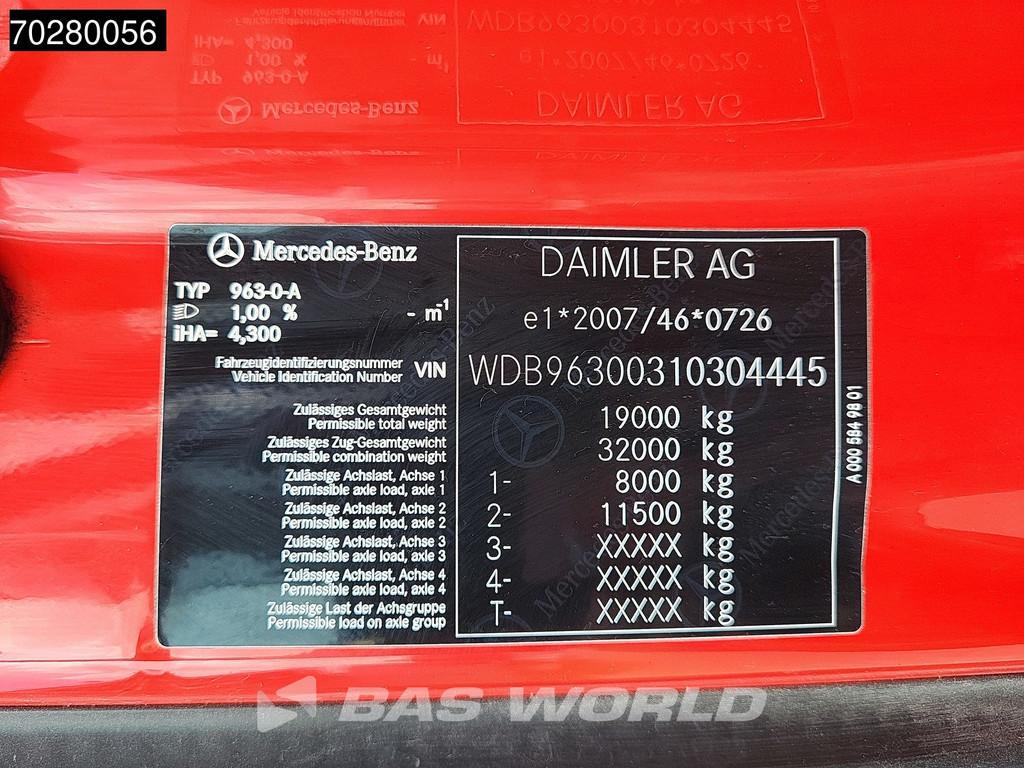 70280056
Mercedes-Benz
TYP 963-0-A
1,00 % - m⁻¹
iHA= 4,300
DAIMLER AG
e1*2007/46*0726
Fahrzeugidentifizierungsnummer
Vehicle Identification Number VIN WDB96300310304445
Zulässiges Gesamtgewicht
Permissible total weight 19000 kg
Zulässiges Zug-Gesamtgewicht
Permissible combination weight 32000 kg
Zulässige Achslast, Achse 1
Permissible axle load, axle 1 1- 8000 kg
Zulässige Achslast, Achse 2
Permissible axle load, axle 2 2- 11500 kg
Zulässige Achslast, Achse 3
Permissible axle load, axle 3 3- XXXXX kg
Zulässige Achslast, Achse 4
Permissible axle load, axle 4 4- XXXXX kg
Zulässige Last der Achsgruppe
Permissible load on axle group T- XXXXX kg
A 000 584 98 01
BAS WORLD